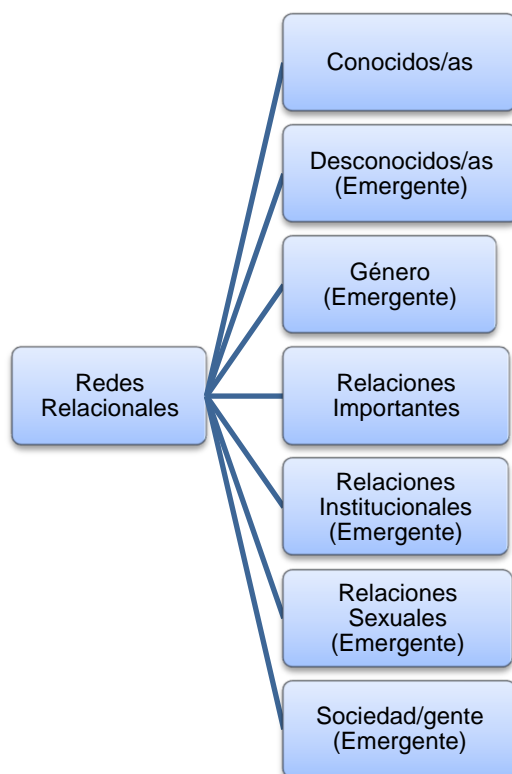 Conocidos/as
Desconocidos/as
(Emergente)
Género
(Emergente)
Redes
Relacionales
Relaciones
Importantes
Relaciones
Institucionales
(Emergente)
Relaciones
Sexuales
(Emergente)
Sociedad/gente
(Emergente)